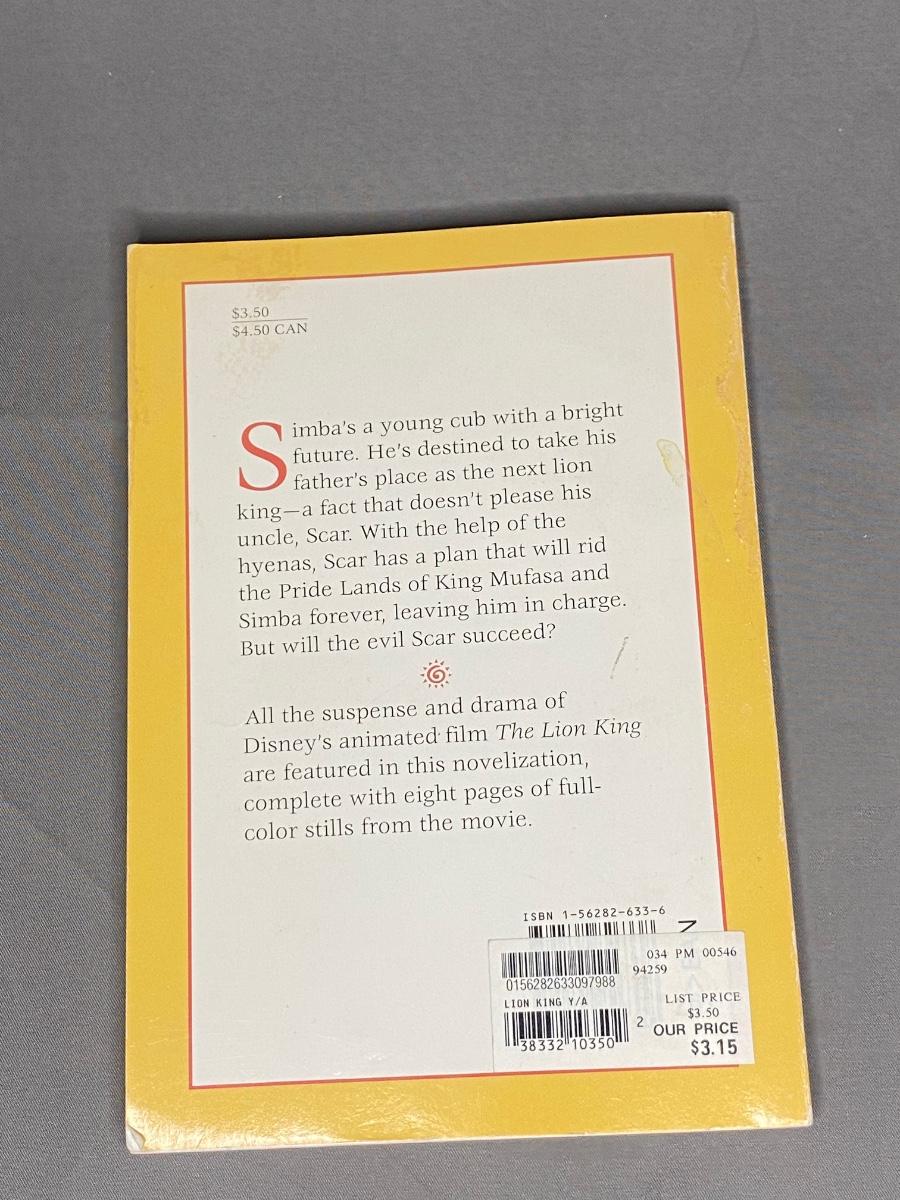 $3.50
$4.50 CAN
Simba's a young cub with a bright
future. He's destined to take his
father's place as the next lion
king—a fact that doesn't please his
uncle, Scar. With the help of the
hyenas, Scar has a plan that will rid
the Pride Lands of King Mufasa and
Simba forever, leaving him in charge.
But will the evil Scar succeed?
All the suspense and drama of
Disney's animated film The Lion King
are featured in this novelization,
complete with eight pages of full-
color stills from the movie.
ISBN 1-56282-633-6
034 PM 00546
94259
0156282633097988
LION KING Y/A
LIST PRICE
$3.50
2 OUR PRICE
$3.15
38332 10350